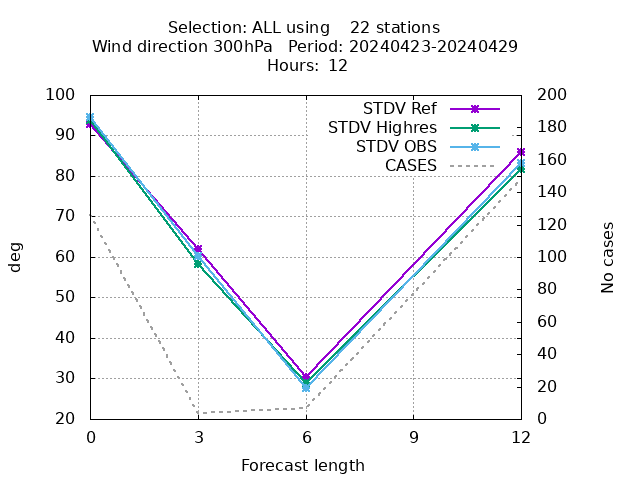 Selection: ALL using    22 stations
Wind direction 300hPa   Period: 20240423-20240429
Hours:  12
STDV Ref
STDV Highres
STDV OBS
CASES
100
90
80
70
60
50
40
30
20
deg
200
180
160
140
120
100
80
60
40
20
0
No cases
0 3 6 9 12
Forecast length